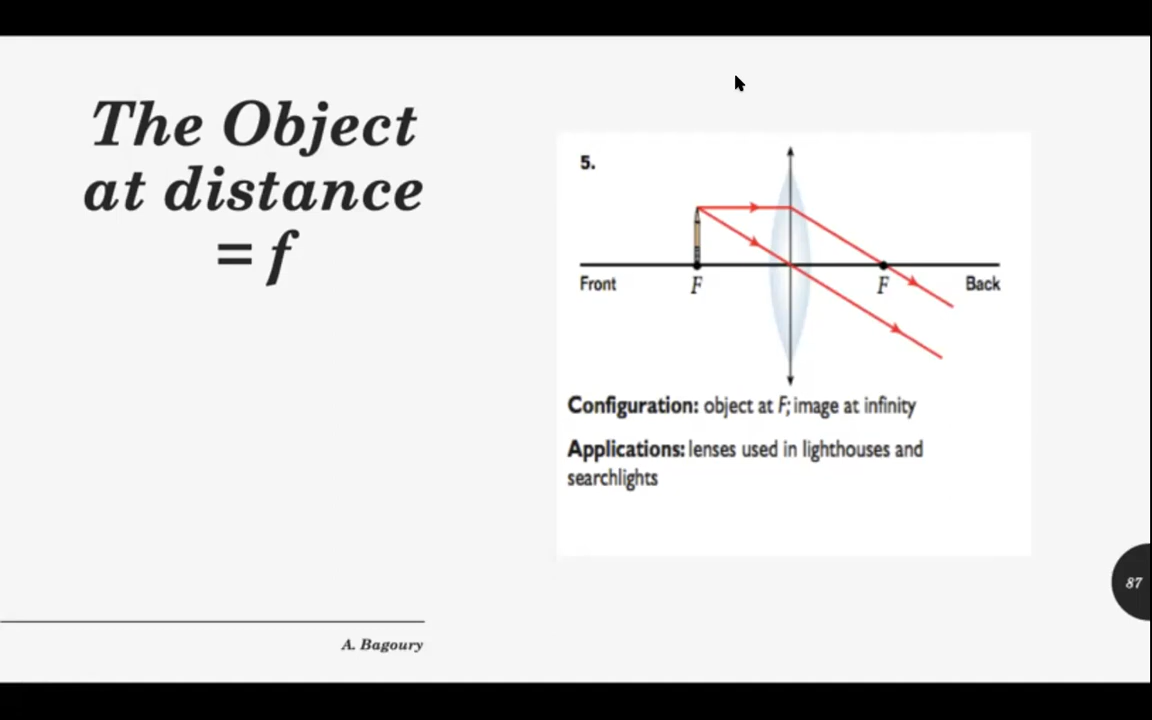 The Object
at distance
= f
5.
Front
F
F
Back
Configuration: object at F; image at infinity
Applications: lenses used in lighthouses and
searchlights
87
A. Bagoury